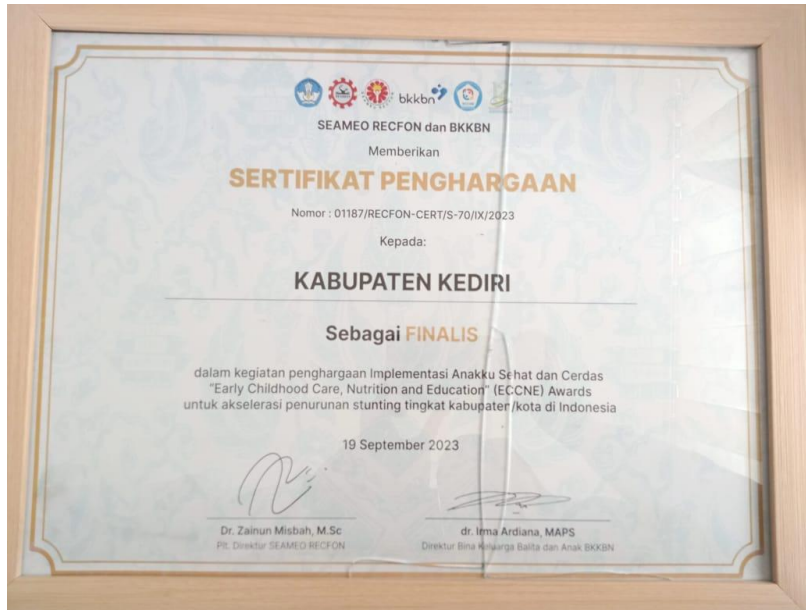 bkkbn
SEAMEO RECFON dan BKKBN
Memberikan
SERTIFIKAT PENGHARGAAN
Nomor : 01187/RECFON-CERT/S-70/IX/2023
Kepada:
KABUPATEN KEDIRI
Sebagai FINALIS
dalam kegiatan penghargaan Implementasi Anakku Sehat dan Cerdas
"Early Childhood Care, Nutrition and Education" (ECCNE) Awards
untuk akselerasi penurunan stunting tingkat kabupaten/kota di Indonesia
19 September 2023
Dr. Zainun Misbah, M.Sc
Plt. Direktur SEAMEO RECFON
dr. Irma Ardiana, MAPS
Direktur Bina Keluarga Balita dan Anak BKKBN